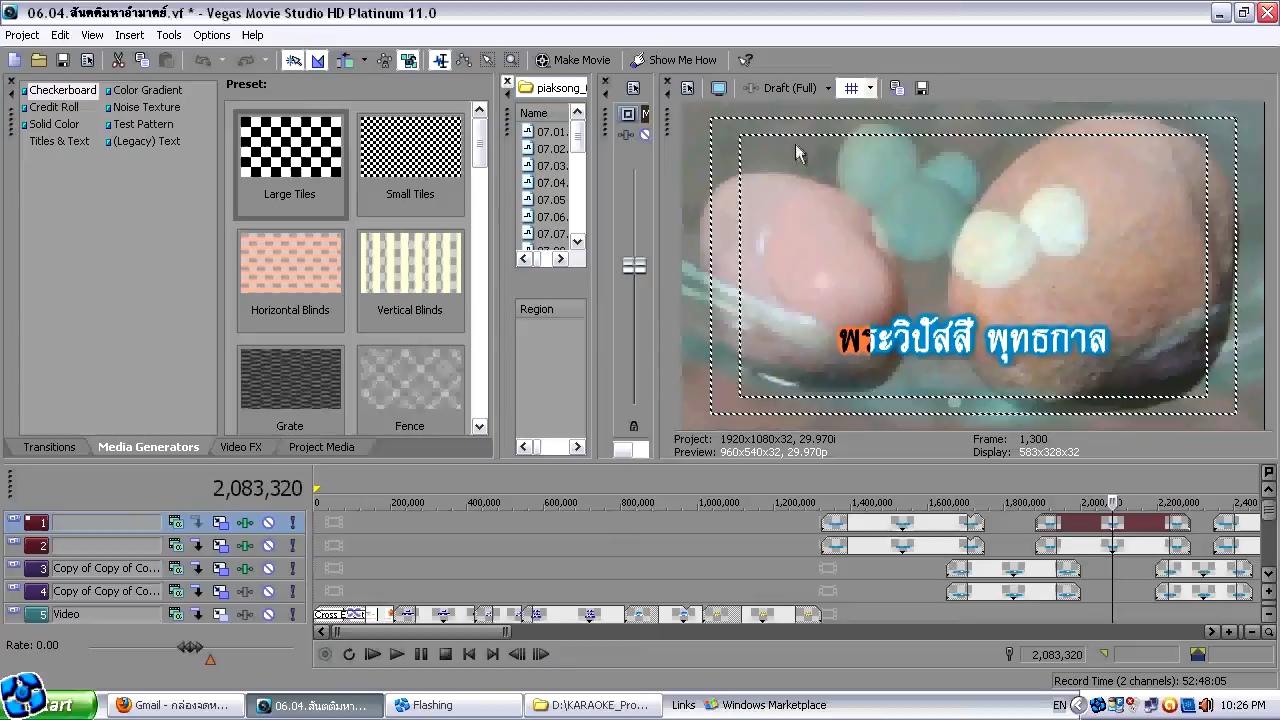 06.04.สันตติมหาอำมาตย์.vf * - Vegas Movie Studio HD Platinum 11.0
Project Edit View Insert Tools Options Help
Make Movie Show Me How
Checkerboard Color Gradient
Credit Roll Noise Texture
Solid Color Test Pattern
Titles & Text (Legacy) Text
Preset:
Large Tiles Small Tiles
Horizontal Blinds Vertical Blinds
Grate Fence
Transitions Media Generators Video FX Project Media
piaksong_
Name
07.01.
07.02.
07.03.
07.04.
07.05
07.06.
07.07.
Region
Draft (Full)
พระวิปัสสี พุทธกาล
Project: 1920x1080x32, 29.970i Frame: 1,300
Preview: 960x540x32, 29.970p Display: 583x328x32
2,083,320
0 200,000 400,000 600,000 800,000 1,000,000 1,200,000 1,600,000 1,800,000 2,000, 2,200,000 2,400
1
2
3 Copy of Copy of Co...
4 Copy of Copy of Co...
5 Video
Rate: 0.00
2,083,320
Record Time (2 channels): 52:48:05
start Gmail - กล่องจดห... 06.04.สันตติมหา... Fishing D:\KARAOKE_Pro... Links Windows Marketplace EN 10:26 PM